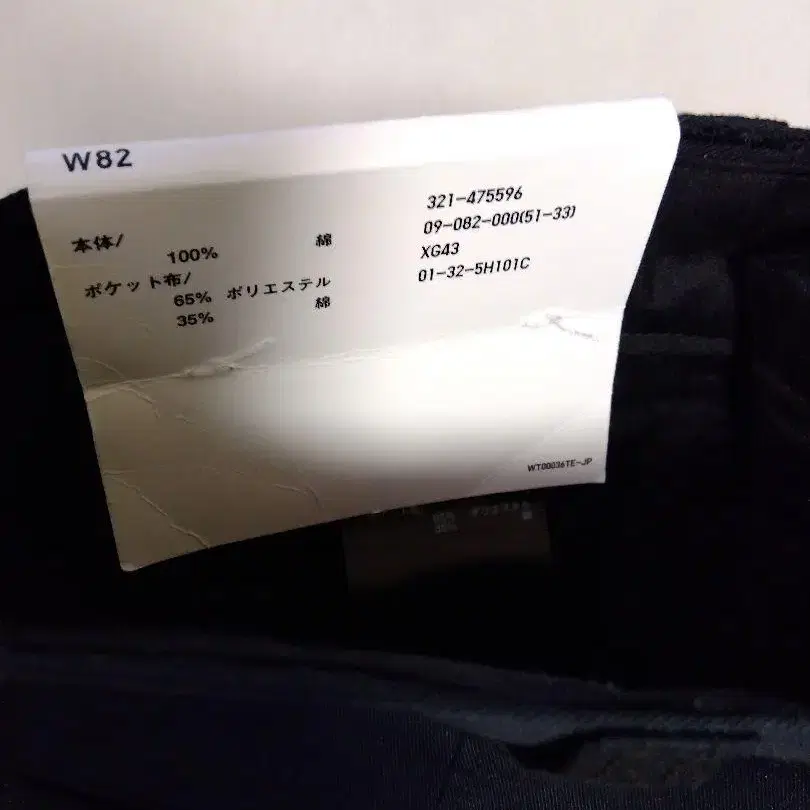 W82
321-475596
09-082-000(51-33)
XG43
01-32-5H101C
本体/
100% 綿
ポケット布/
65% ポリエステル
35% 綿
WT00036TE-JP